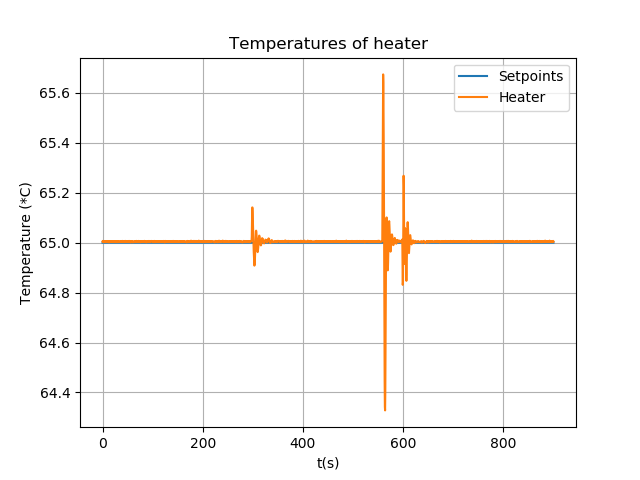 Temperatures of heater
Setpoints
Heater
65.6
65.4
65.2
65.0
64.8
64.6
64.4
Temperature (*C)
0 200 400 600 800
t(s)